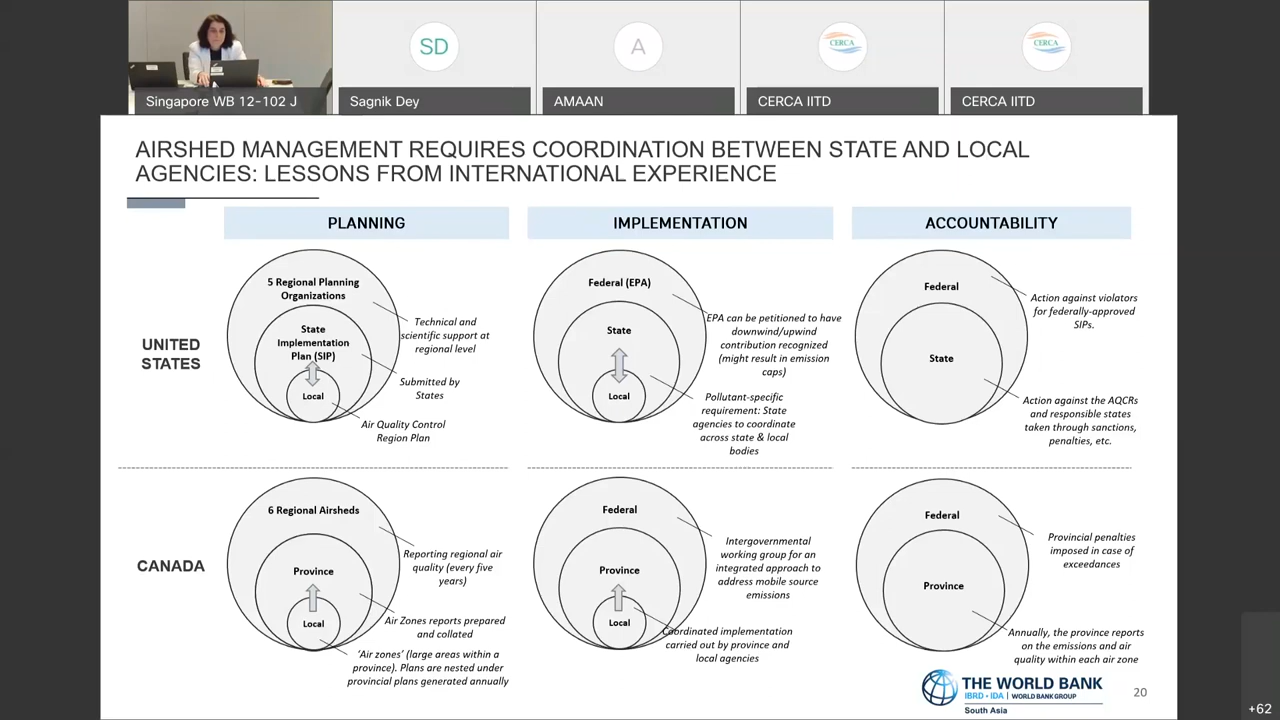 SD
A
CERCA
CERCA
Singapore WB 12-102 J
Sagnik Dey
AMAAN
CERCA IITD
CERCA IITD
AIRSHED MANAGEMENT REQUIRES COORDINATION BETWEEN STATE AND LOCAL
AGENCIES: LESSONS FROM INTERNATIONAL EXPERIENCE
PLANNING
IMPLEMENTATION
ACCOUNTABILITY
UNITED
STATES
5 Regional Planning
Organizations
State
Implementation
Plan (SIP)
Local
Technical and
scientific support at
regional level
Submitted by
States
Air Quality Control
Region Plan
Federal (EPA)
State
Local
EPA can be petitioned to have
downwind/upwind
contribution recognized
(might result in emission
caps)
Pollutant-specific
requirement: State
agencies to coordinate
across state & local
bodies
Federal
State
Action against violators
for federally-approved
SIPs.
Action against the AQCRs
and responsible states
taken through sanctions,
penalties, etc.
CANADA
6 Regional Airsheds
Province
Local
Reporting regional air
quality (every five
years)
Air Zones reports prepared
and collated
'Air zones' (large areas within a
province). Plans are nested under
provincial plans generated annually
Federal
Province
Local
Intergovernmental
working group for an
integrated approach to
address mobile source
emissions
Coordinated implementation
carried out by province and
local agencies
Federal
Province
Provincial penalties
imposed in case of
exceedances
Annually, the province reports
on the emissions and air
quality within each air zone
THE WORLD BANK
IBRD • IDA | WORLD BANK GROUP
South Asia
20
+62